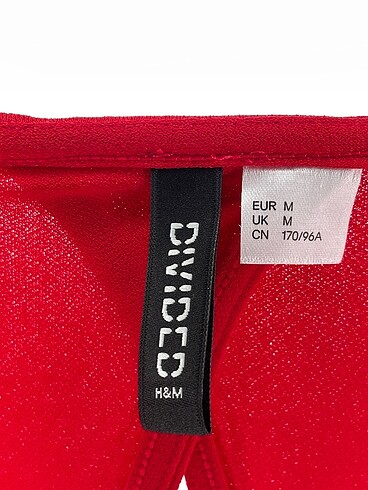 DIVIDED
H&M
EUR M
UK M
CN 170/96A